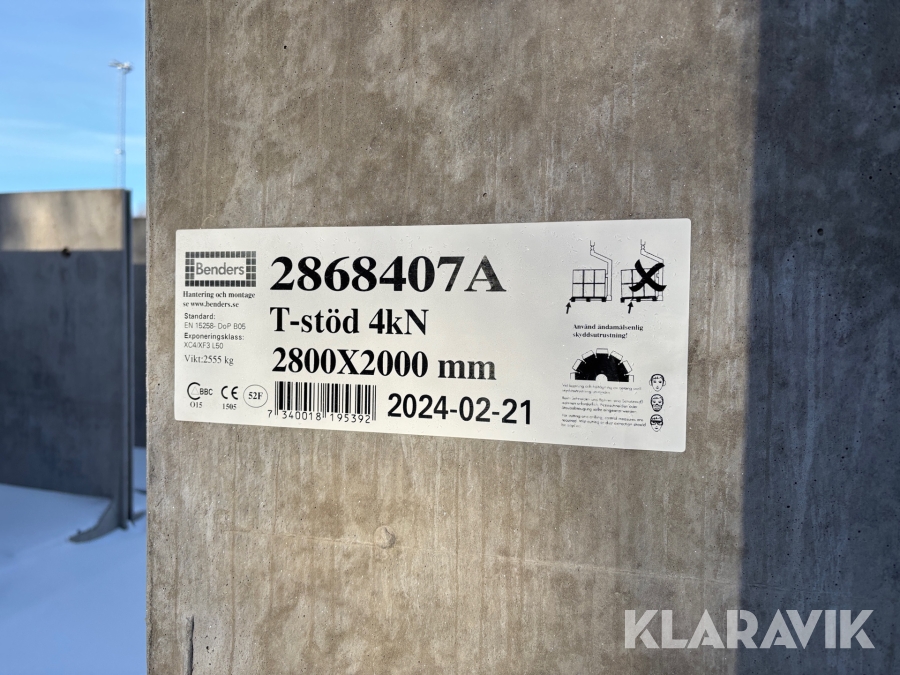 Benders
2868407A
Hantering och montage
se www.benders.se
Standard:
EN 15258- DoP B05
Exponeringsklass:
XC4/XF3 L50
Vikt:2555 kg
T-stöd 4kN
2800X2000 mm
BBC
O15
CE
1505
52F
7 340018 195392
2024-02-21
Använd ändamålsenlig
skyddsutrustning!
KLARAVIK